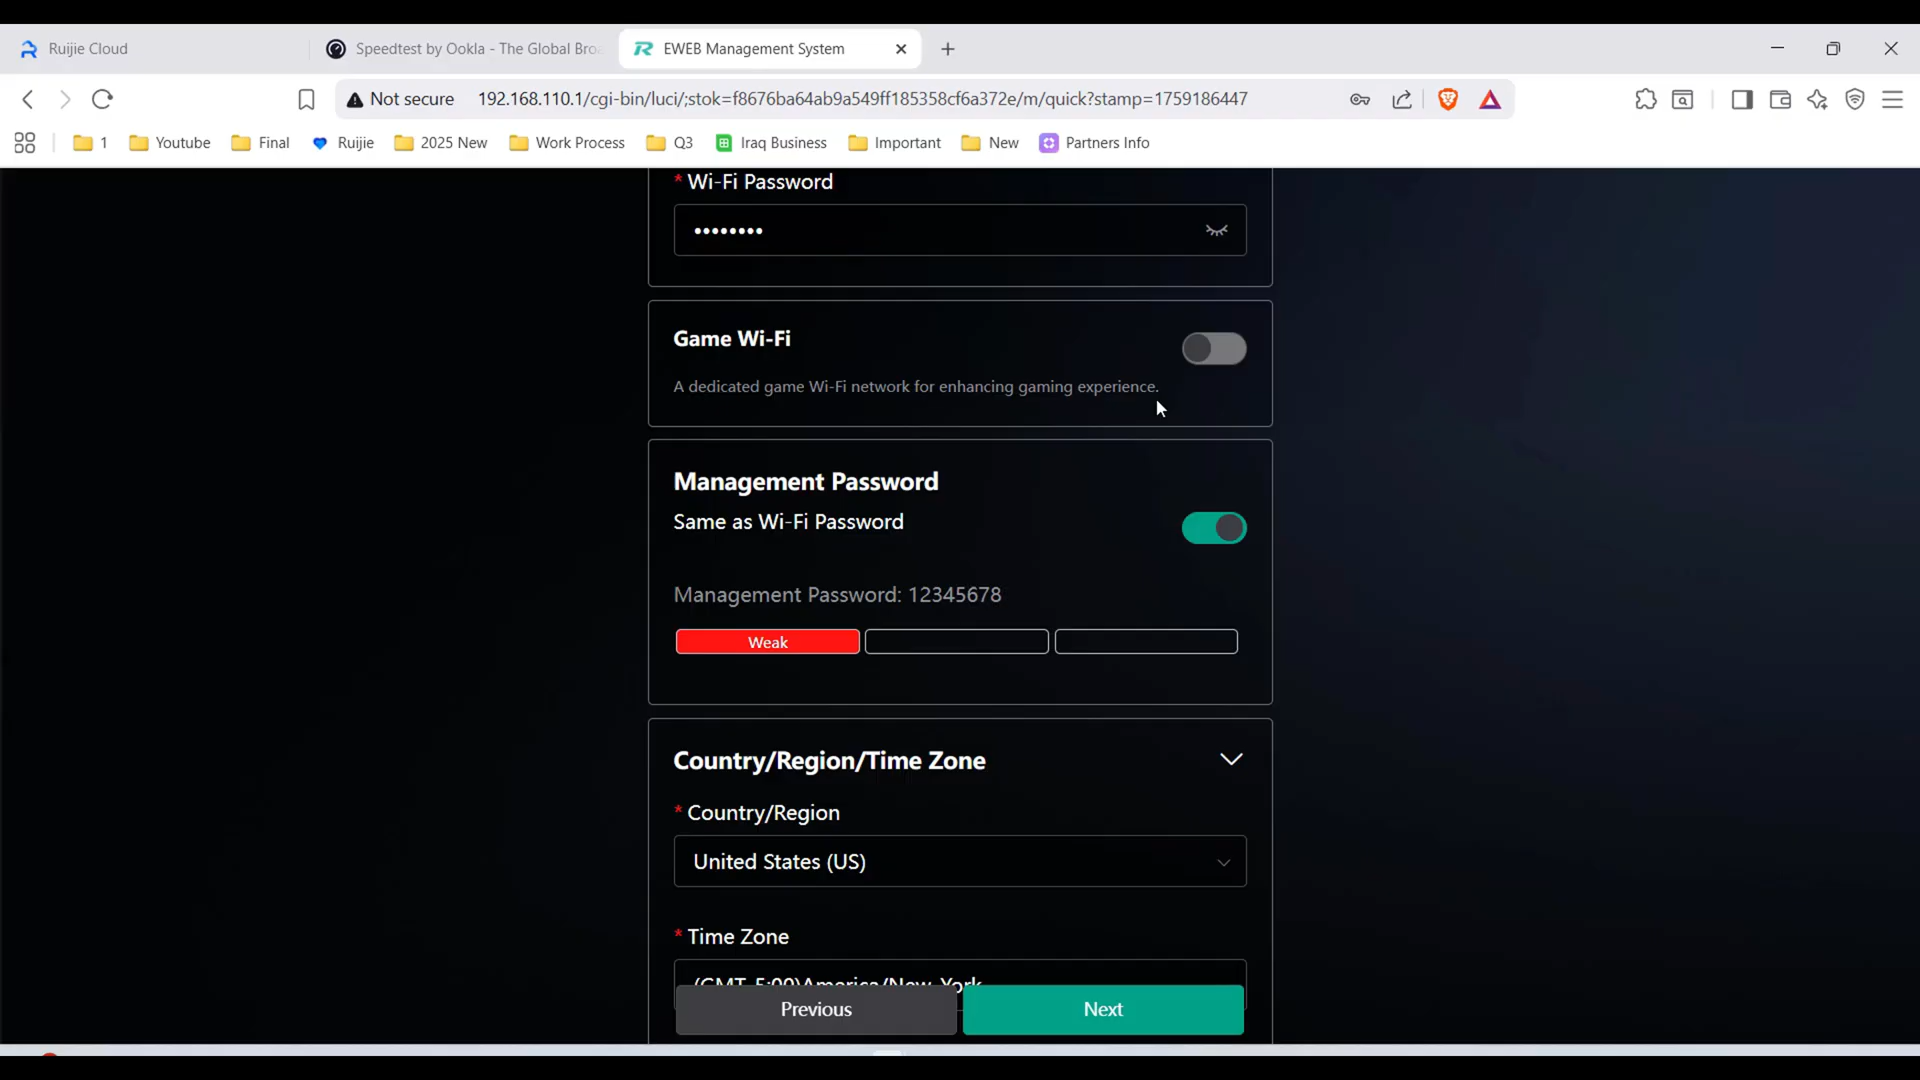 Ruijie Cloud
Speedtest by Ookla - The Global Broa
EWEB Management System
Not secure 192.168.110.1/cgi-bin/luci/;stok=f8676ba64ab9a549ff185358cf6a372e/m/quick?stamp=1759186447
1 Youtube Final Ruijie 2025 New Work Process Q3 Iraq Business Important New Partners Info
* Wi-Fi Password
••••••••
Game Wi-Fi
A dedicated game Wi-Fi network for enhancing gaming experience.
Management Password
Same as Wi-Fi Password
Management Password: 12345678
Weak
Country/Region/Time Zone
* Country/Region
United States (US)
* Time Zone
(GMT-5:00)America/New_York
Previous Next